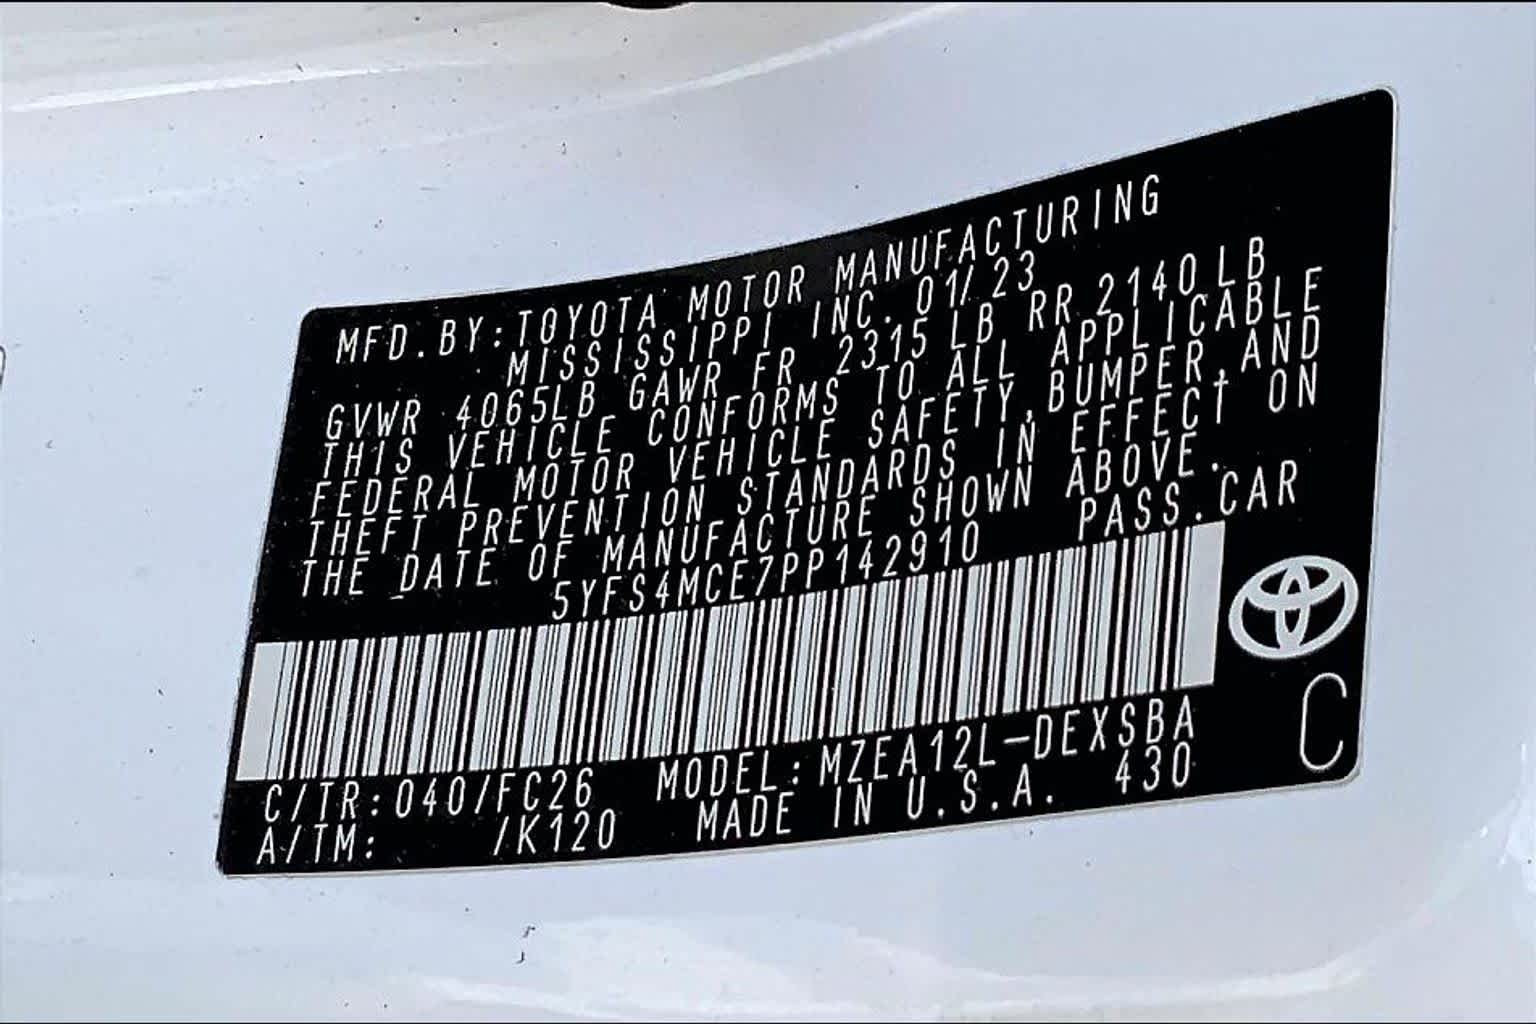 MFD.BY:TOYOTA MOTOR MANUFACTURING
MISSISSIPPI INC. 01/23
GVWR 4065LB GAWR FR 2315 LB RR 2140 LB
THIS VEHICLE CONFORMS TO ALL APPLICABLE
FEDERAL MOTOR VEHICLE SAFETY,BUMPER,AND
THEFT PREVENTION STANDARDS IN EFFECT ON
THE DATE OF MANUFACTURE SHOWN ABOVE.
5YFS4MCE7PP142910 PASS.CAR
C/TR:040/FC26 MODEL:MZEA12L-DEXSBA
A/TM: /K120 MADE IN U.S.A. 430
C